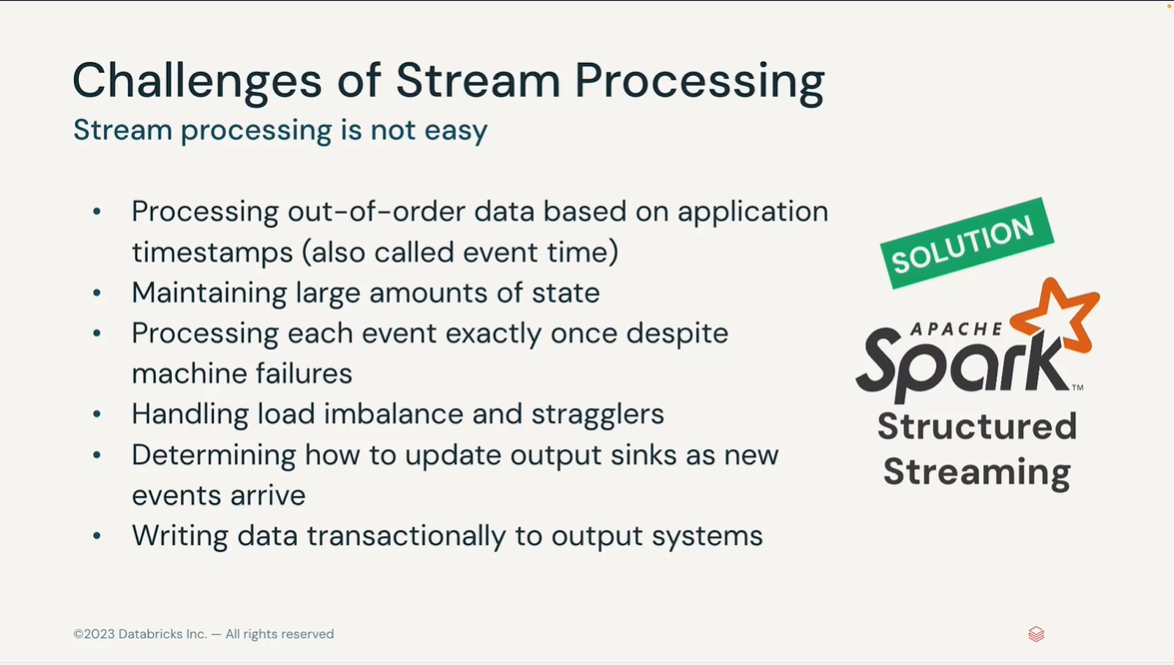 Challenges of Stream Processing
Stream processing is not easy
• Processing out-of-order data based on application
timestamps (also called event time)
• Maintaining large amounts of state
• Processing each event exactly once despite
machine failures
• Handling load imbalance and stragglers
• Determining how to update output sinks as new
events arrive
• Writing data transactionally to output systems
SOLUTION
APACHE
Spark™
Structured
Streaming
©2023 Databricks Inc. — All rights reserved